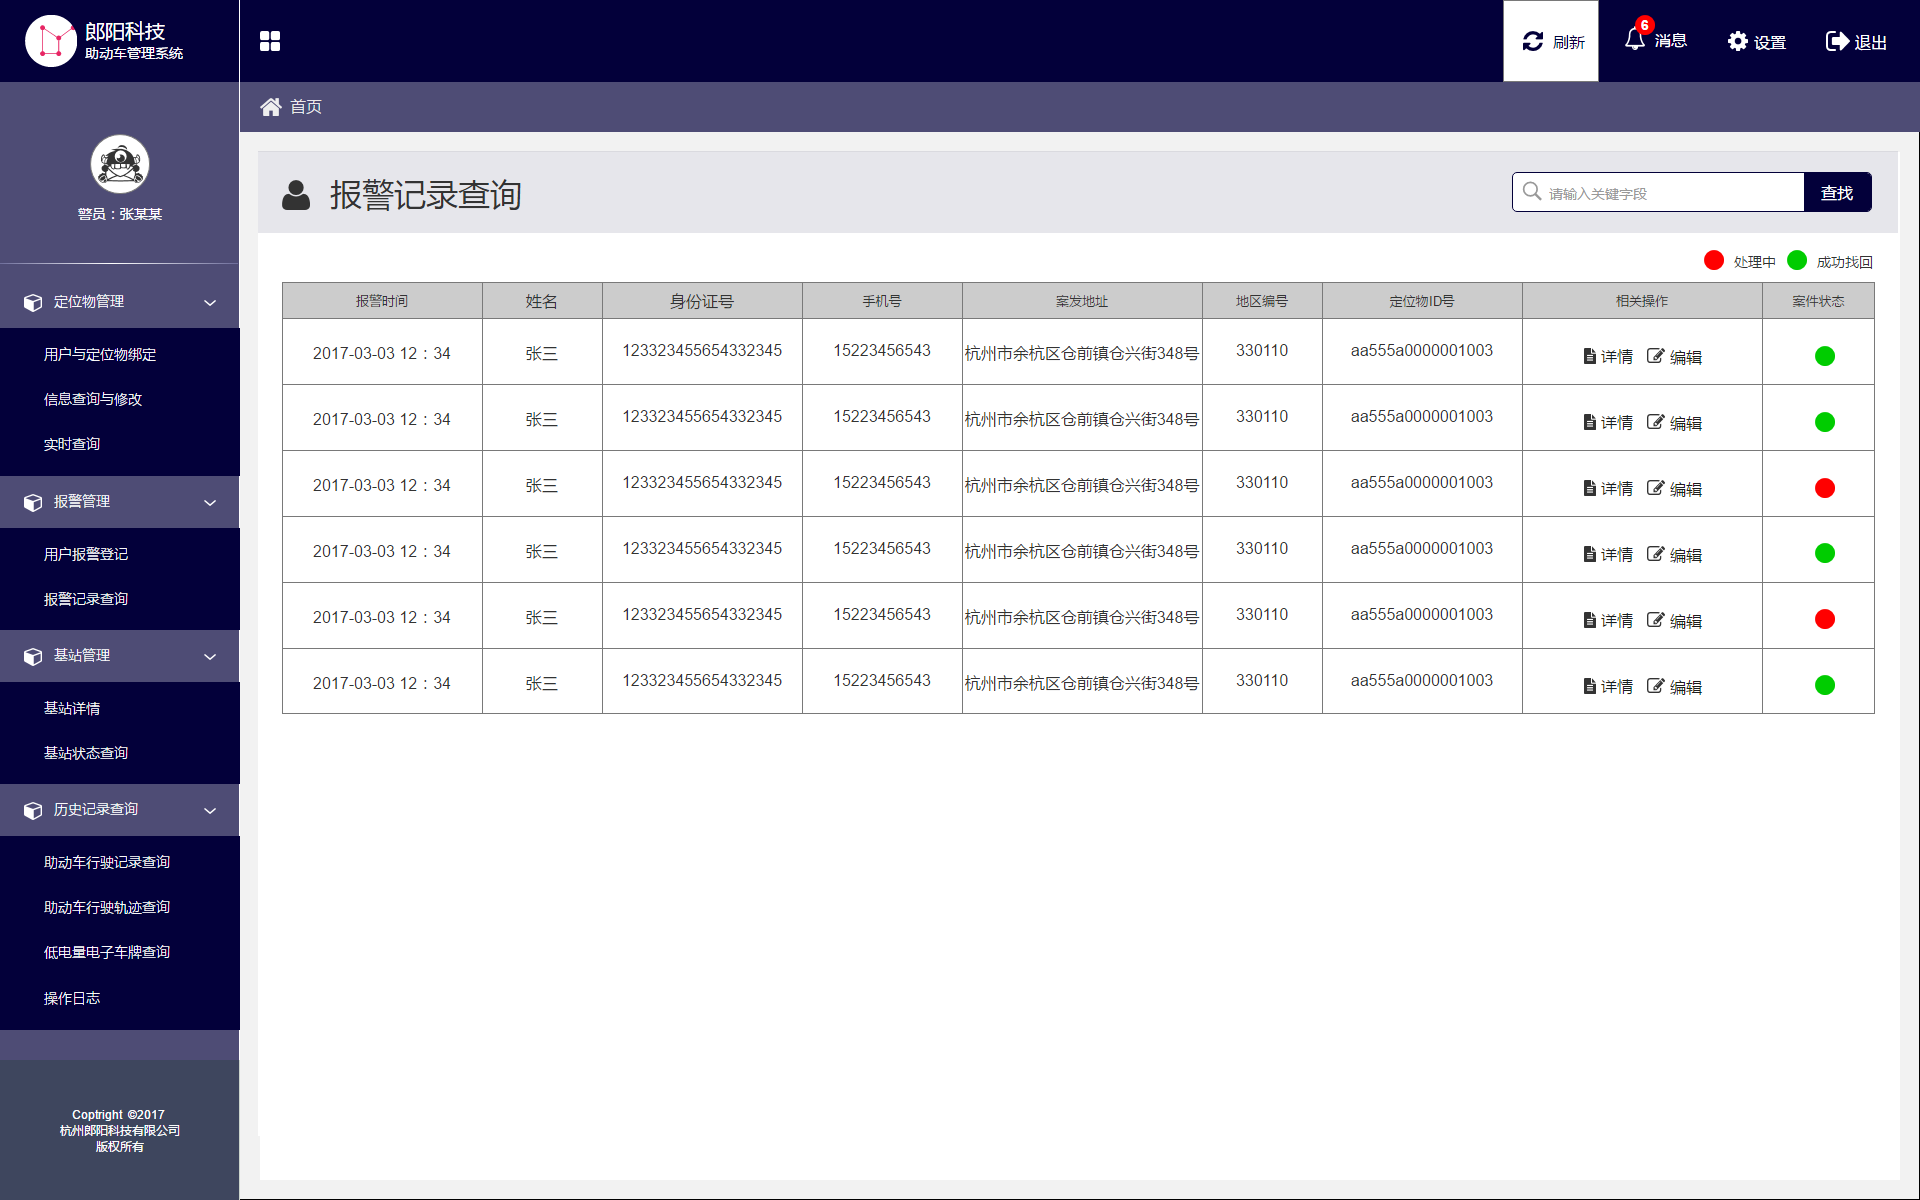 郎阳科技
助动车管理系统
刷新
6
消息
设置
退出
首页
警员：张某某
定位物管理
用户与定位物绑定
信息查询与修改
实时查询
报警管理
用户报警登记
报警记录查询
基站管理
基站详情
基站状态查询
历史记录查询
助动车行驶记录查询
助动车行驶轨迹查询
低电量电子车牌查询
操作日志
Coptright ©2017
杭州郎阳科技有限公司
版权所有
报警记录查询
请输入关键字段
查找
处理中 成功找回
报警时间 姓名 身份证号 手机号 案发地址 地区编号 定位物ID号 相关操作 案件状态
2017-03-03 12：34 张三 123323455654332345 15223456543 杭州市余杭区仓前镇仓兴街348号 330110 aa555a0000001003 详情 编辑
2017-03-03 12：34 张三 123323455654332345 15223456543 杭州市余杭区仓前镇仓兴街348号 330110 aa555a0000001003 详情 编辑
2017-03-03 12：34 张三 123323455654332345 15223456543 杭州市余杭区仓前镇仓兴街348号 330110 aa555a0000001003 详情 编辑
2017-03-03 12：34 张三 123323455654332345 15223456543 杭州市余杭区仓前镇仓兴街348号 330110 aa555a0000001003 详情 编辑
2017-03-03 12：34 张三 123323455654332345 15223456543 杭州市余杭区仓前镇仓兴街348号 330110 aa555a0000001003 详情 编辑
2017-03-03 12：34 张三 123323455654332345 15223456543 杭州市余杭区仓前镇仓兴街348号 330110 aa555a0000001003 详情 编辑